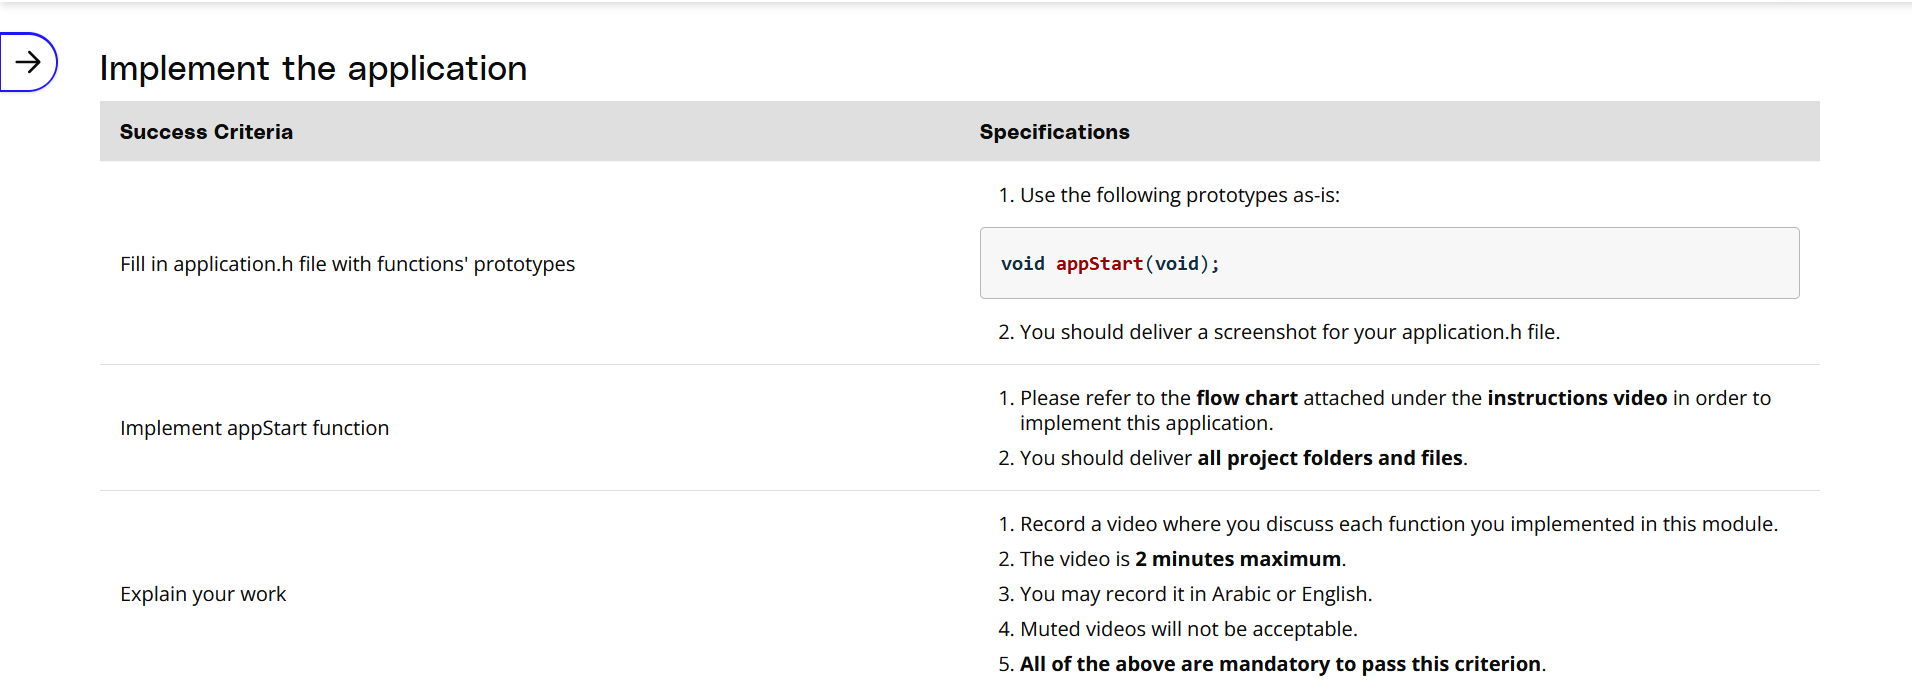 Implement the application
Success Criteria
Specifications
Fill in application.h file with functions' prototypes
1. Use the following prototypes as-is:
void appStart(void);
2. You should deliver a screenshot for your application.h file.
Implement appStart function
1. Please refer to the flow chart attached under the instructions video in order to
implement this application.
2. You should deliver all project folders and files.
Explain your work
1. Record a video where you discuss each function you implemented in this module.
2. The video is 2 minutes maximum.
3. You may record it in Arabic or English.
4. Muted videos will not be acceptable.
5. All of the above are mandatory to pass this criterion.